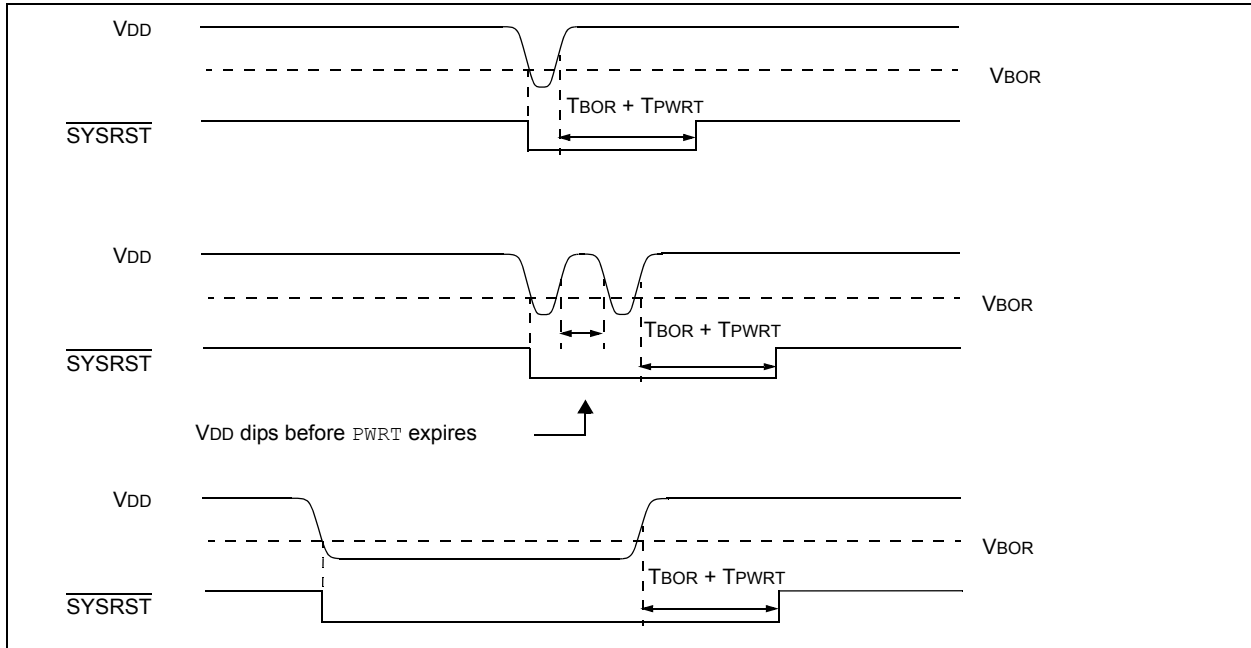 VDD
VBOR
TBOR + TPWRT
SYSRST
VDD
VBOR
TBOR + TPWRT
SYSRST
VDD dips before PWRT expires
VDD
VBOR
TBOR + TPWRT
SYSRST